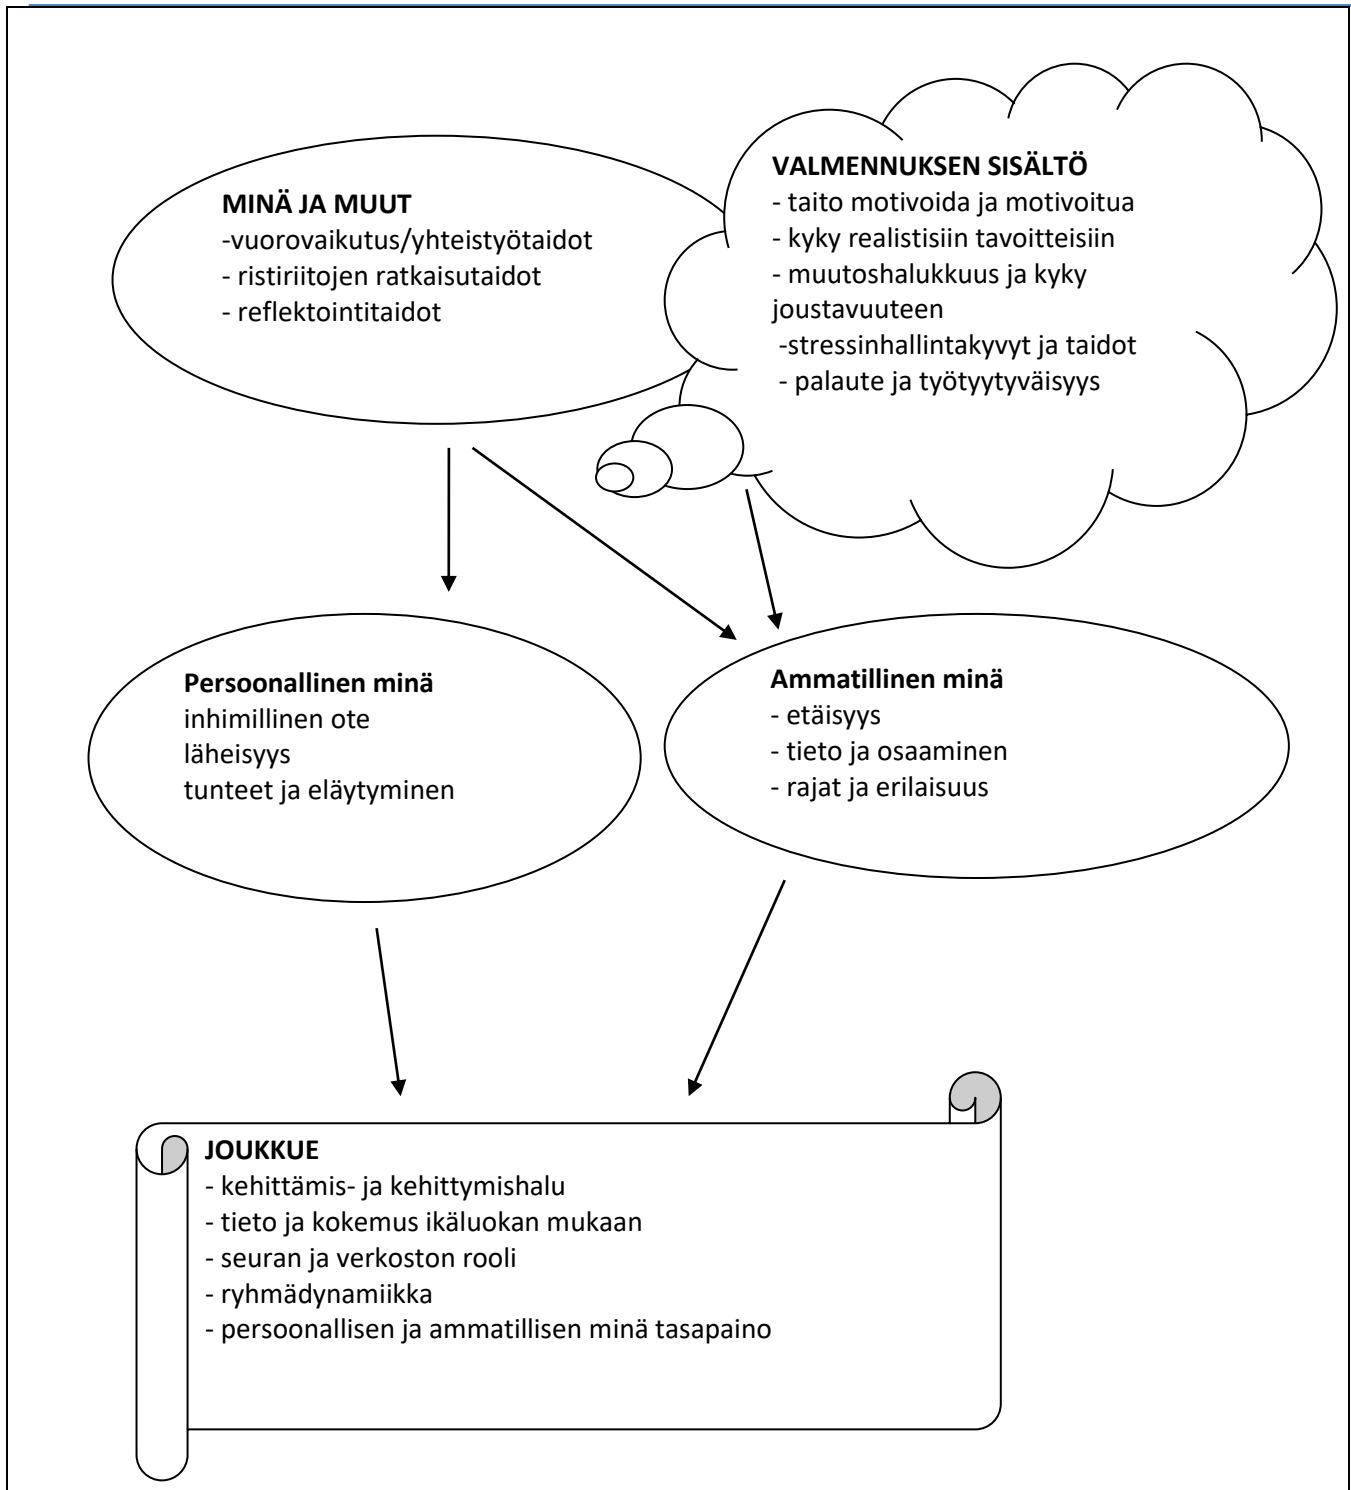 MINÄ JA MUUT
-vuorovaikutus/yhteistyötaidot
- ristiriitojen ratkaisutaidot
- reflektointitaidot
VALMENNUKSEN SISÄLTÖ
- taito motivoida ja motivoitua
- kyky realistisiin tavoitteisiin
- muutoshalukkuus ja kyky
joustavuuteen
-stressinhallintakyvyt ja taidot
- palaute ja työtyytyväisyys
Persoonallinen minä
inhimillinen ote
läheisyys
tunteet ja eläytyminen
Ammatillinen minä
- etäisyys
- tieto ja osaaminen
- rajat ja erilaisuus
JOUKKUE
- kehittämis- ja kehittymishalu
- tieto ja kokemus ikäluokan mukaan
- seuran ja verkoston rooli
- ryhmädynamiikka
- persoonallisen ja ammatillisen minä tasapaino